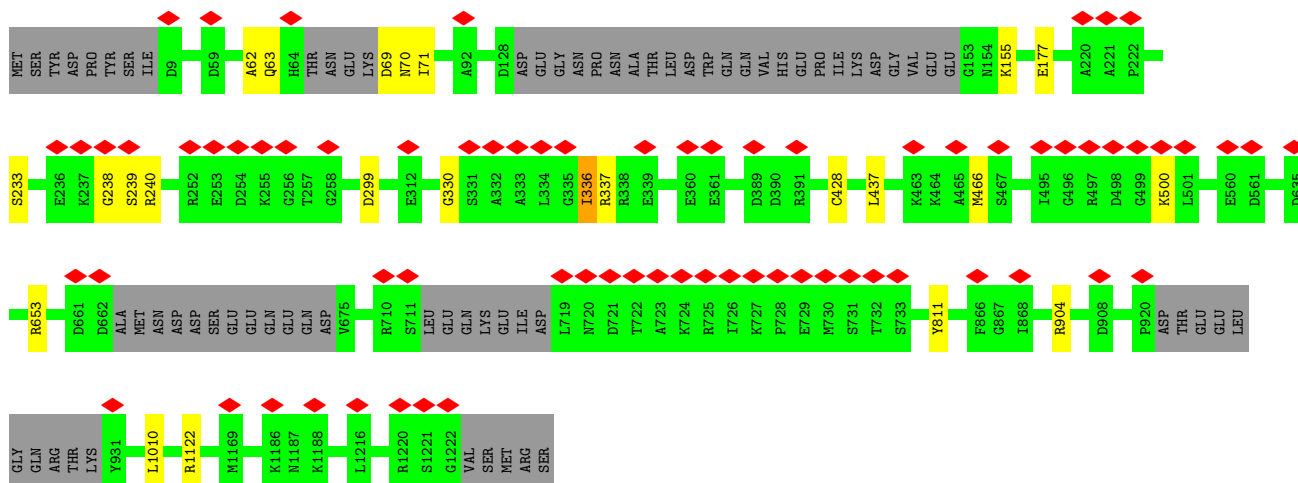 MET SER TYR ASP PRO TYR SER ILE D9 D59 A62 Q63 H64 THR ASN GLU LYS D69 N70 I71 A92 D128 ASP GLU GLY ASN PRO ASN ALA THR LEU ASP TRP GLN GLN VAL HIS GLU PRO ILE LYS ASP GLY VAL GLU GLU G153 N154 K155 E177 A220 A221 P222
S233 E236 K237 G238 S239 R240 R252 E253 D254 K255 G256 T257 G258 D299 E312 G330 S331 A332 A333 L334 G335 I336 R337 R338 E339 E360 E361 D389 D390 R391 C428 L437 K463 K464 A465 M466 S467 I495 G496 R497 D498 G499 K500 L501 E560 D561 D635
R653 D661 D662 ALA MET ASN ASP ASP SER GLU GLU GLN GLU GLN ASP V675 R710 S711 LEU GLU GLN LYS GLU ILE ASP L719 N720 D721 T722 A723 K724 R725 I726 K727 P728 E729 M730 S731 T732 S733 Y811 F866 G867 I868 R904 D908 P920 ASP THR GLU GLU LEU
GLY GLN ARG THR LYS Y931 L1010 R1122 M1169 K1186 N1187 K1188 L1216 R1220 S1221 G1222 VAL SER MET ARG SER